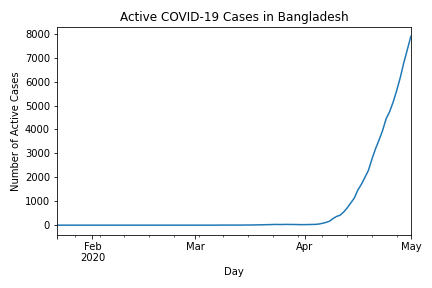 Active COVID-19 Cases in Bangladesh
Number of Active Cases
8000
7000
6000
5000
4000
3000
2000
1000
0
Feb
2020
Mar
Apr
May
Day